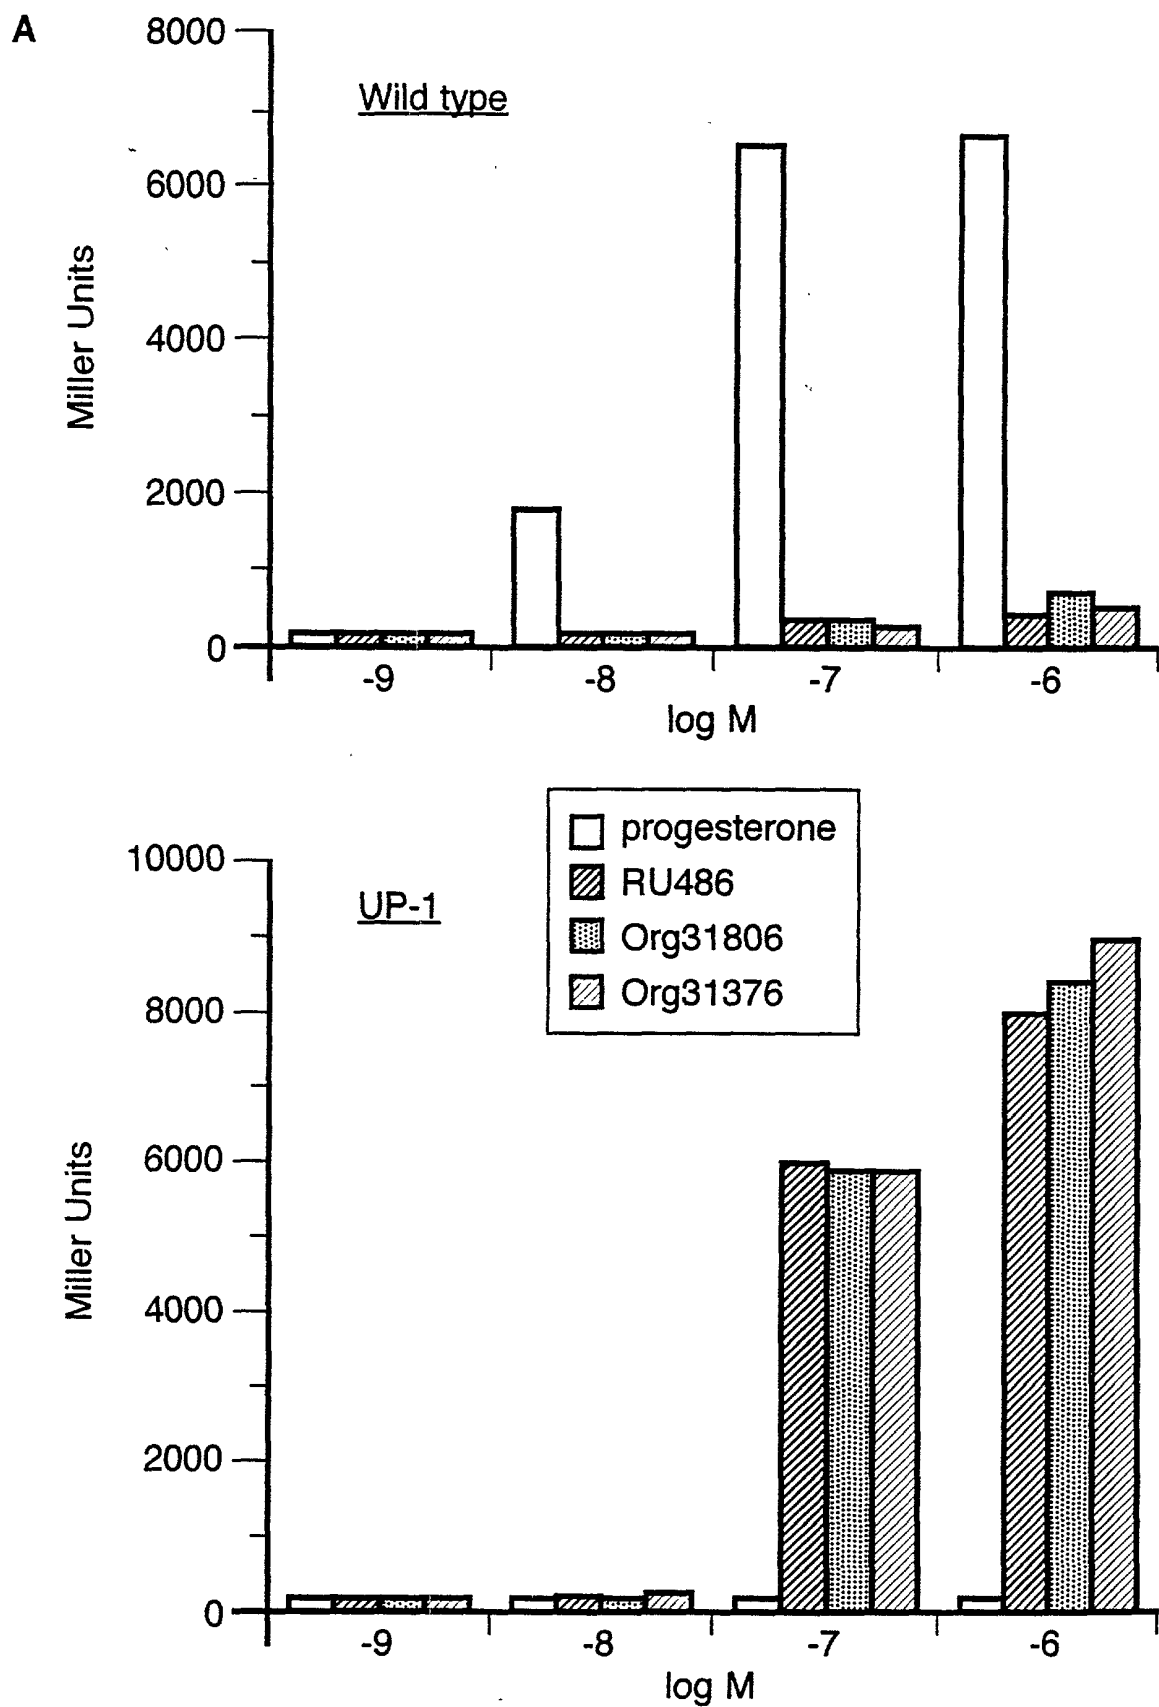 A
8000
Wild type
6000
Miller Units
4000
2000
0
-9 -8 -7 -6
log M
progesterone
RU486
Org31806
Org31376
10000
UP-1
8000
6000
Miller Units
4000
2000
0
-9 -8 -7 -6
log M